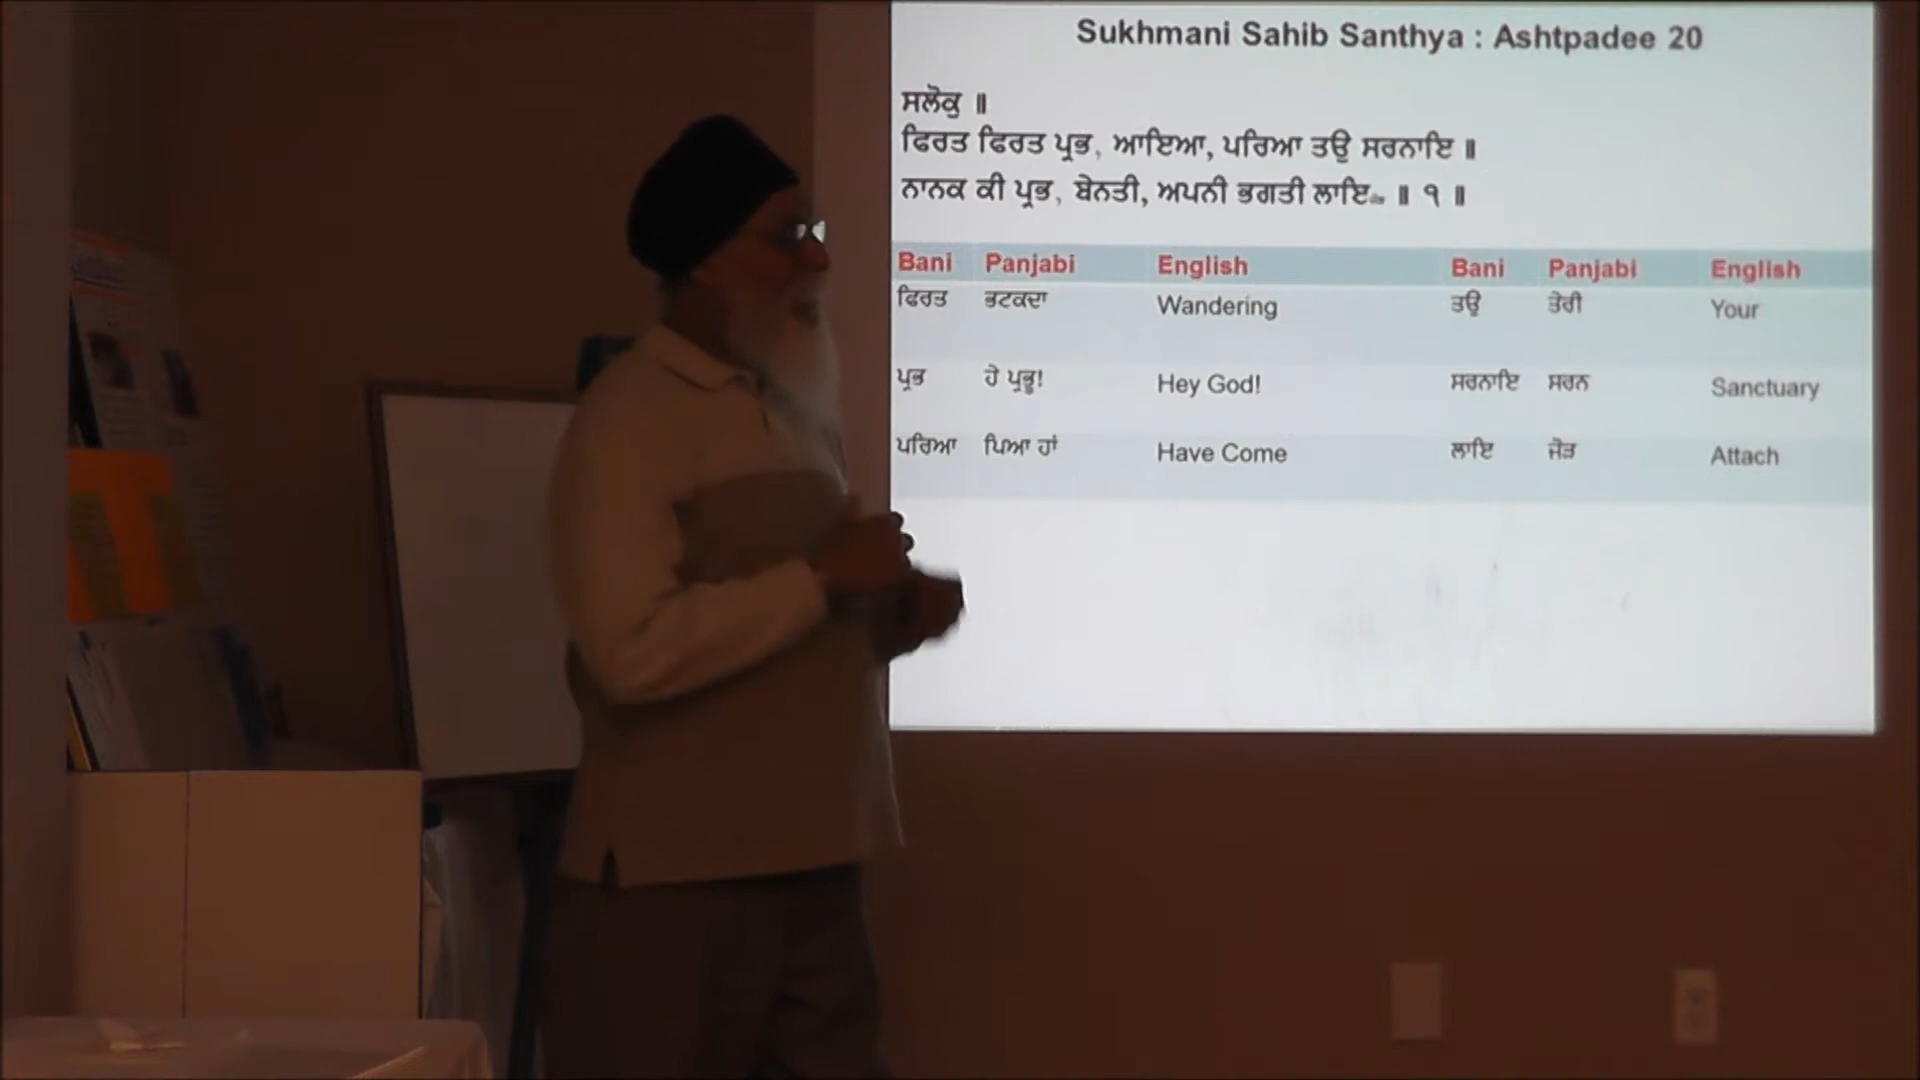 Sukhmani Sahib Santhya : Ashtpadee 20
ਸਲੋਕੁ ॥
ਫਿਰਤ ਫਿਰਤ ਪ੍ਰਭ, ਆਇਆ, ਪਰਿਆ ਤਉ ਸਰਨਾਇ ॥
ਨਾਨਕ ਕੀ ਪ੍ਰਭ, ਬੇਨਤੀ, ਅਪਨੀ ਭਗਤੀ ਲਾਇ ॥ ੧ ॥
Bani Panjabi English Bani Panjabi English
ਫਿਰਤ ਭਟਕਦਾ Wandering ਤਉ ਤੇਰੀ Your
ਪ੍ਰਭ ਹੇ ਪ੍ਰਭੂ! Hey God! ਸਰਨਾਇ ਸਰਨ Sanctuary
ਪਰਿਆ ਪਿਆ ਹਾਂ Have Come ਲਾਇ ਜੋੜ Attach